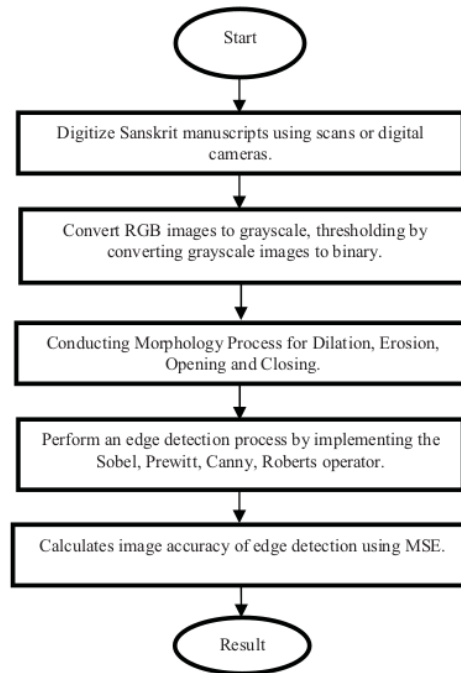 Start
Digitize Sanskrit manuscripts using scans or digital
cameras.
Convert RGB images to grayscale, thresholding by
converting grayscale images to binary.
Conducting Morphology Process for Dilation, Erosion,
Opening and Closing.
Perform an edge detection process by implementing the
Sobel, Prewitt, Canny, Roberts operator.
Calculates image accuracy of edge detection using MSE.
Result